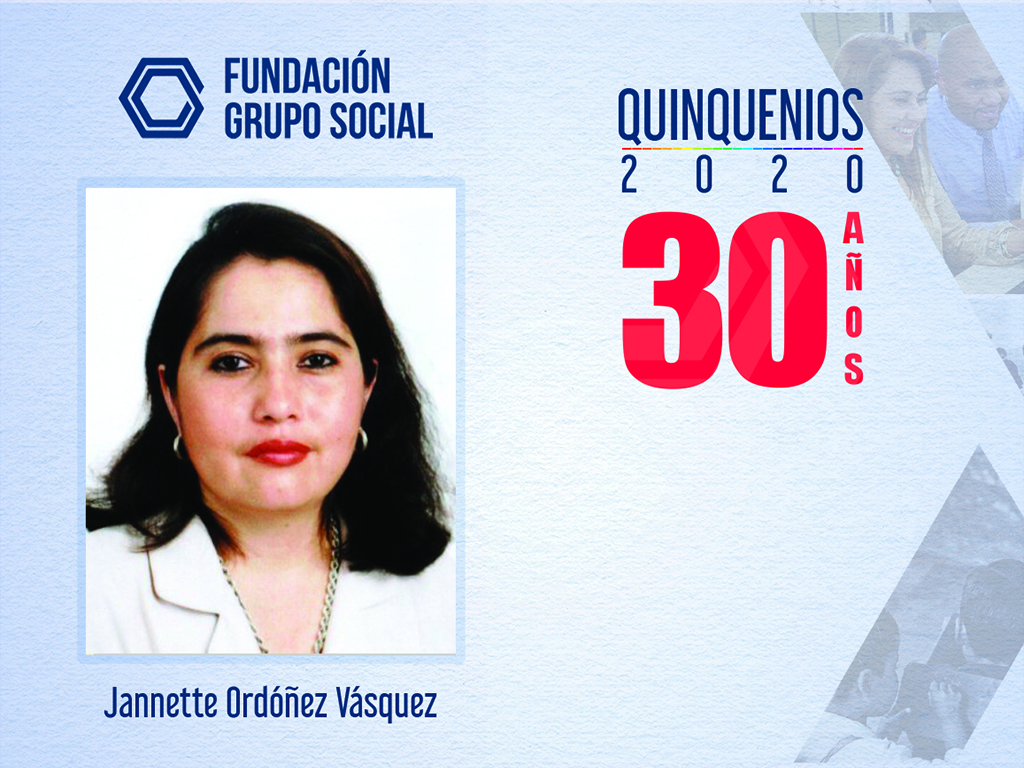 FUNDACIÓN
GRUPO SOCIAL
QUINQUENIOS
2020
30
AÑOS
Jannette Ordóñez Vásquez